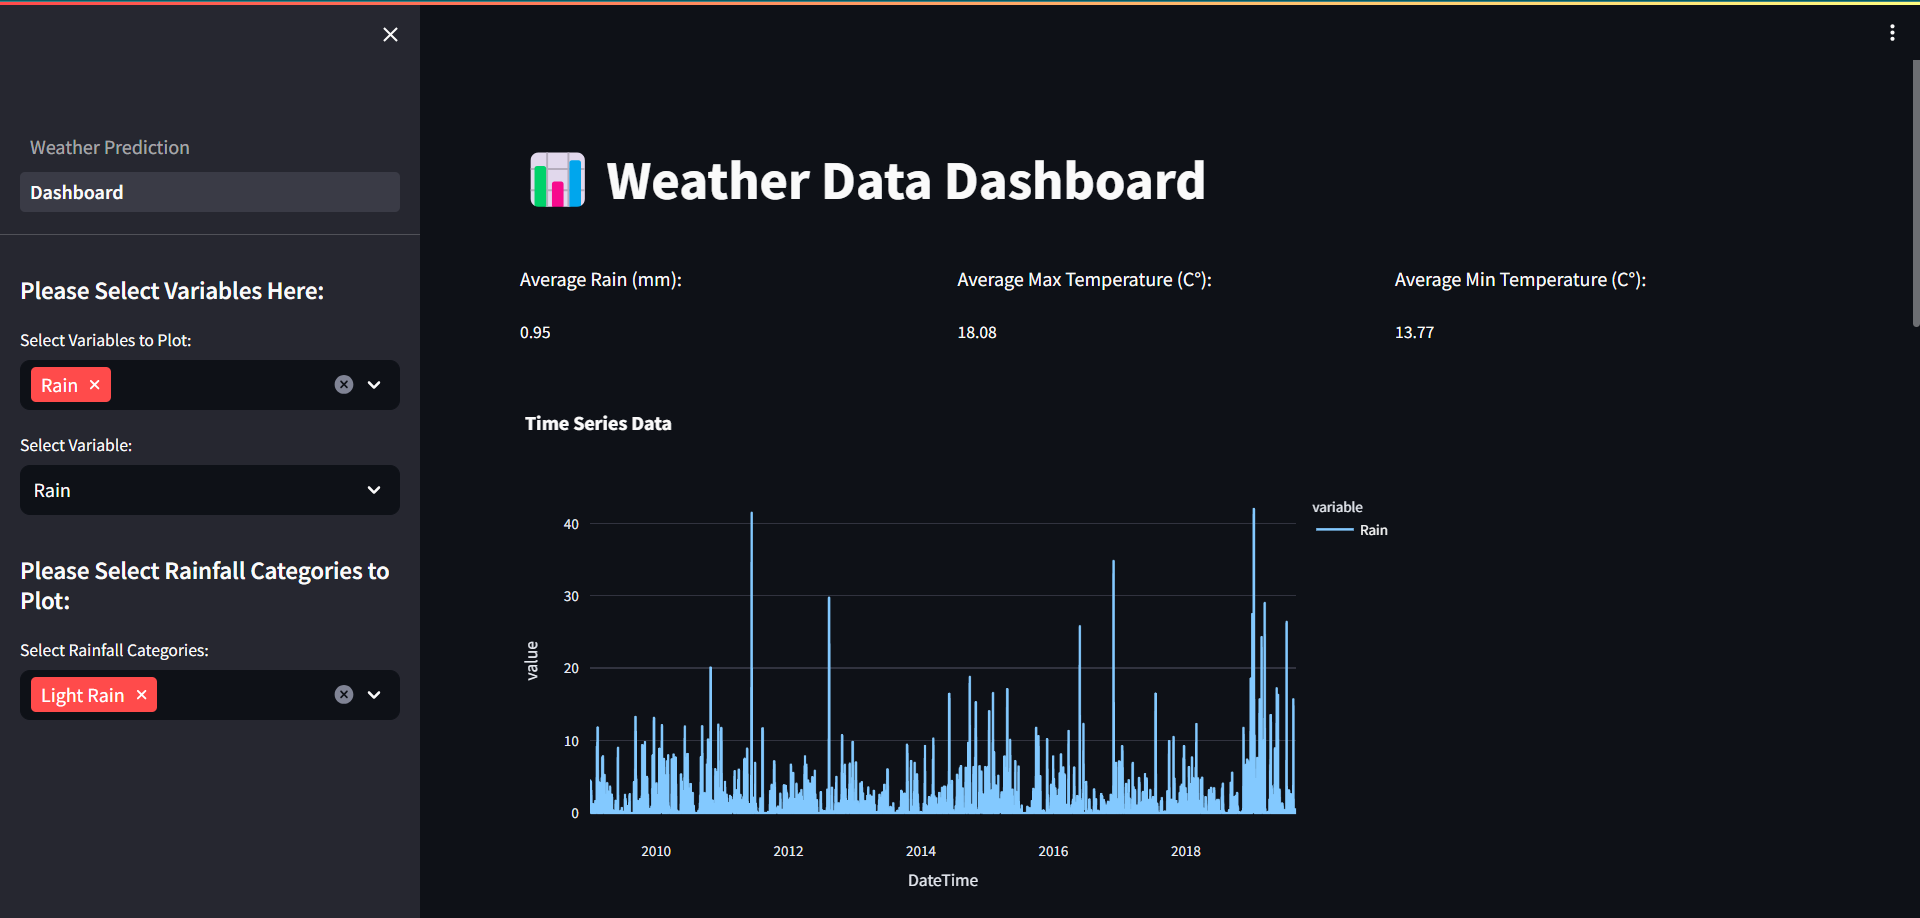 Weather Prediction
Dashboard
Please Select Variables Here:
Select Variables to Plot:
Rain
Select Variable:
Rain
Please Select Rainfall Categories to
Plot:
Select Rainfall Categories:
Light Rain
Weather Data Dashboard
Average Rain (mm):
0.95
Average Max Temperature (C°):
18.08
Average Min Temperature (C°):
13.77
Time Series Data
variable
Rain
value
40
30
20
10
0
2010 2012 2014 2016 2018
DateTime